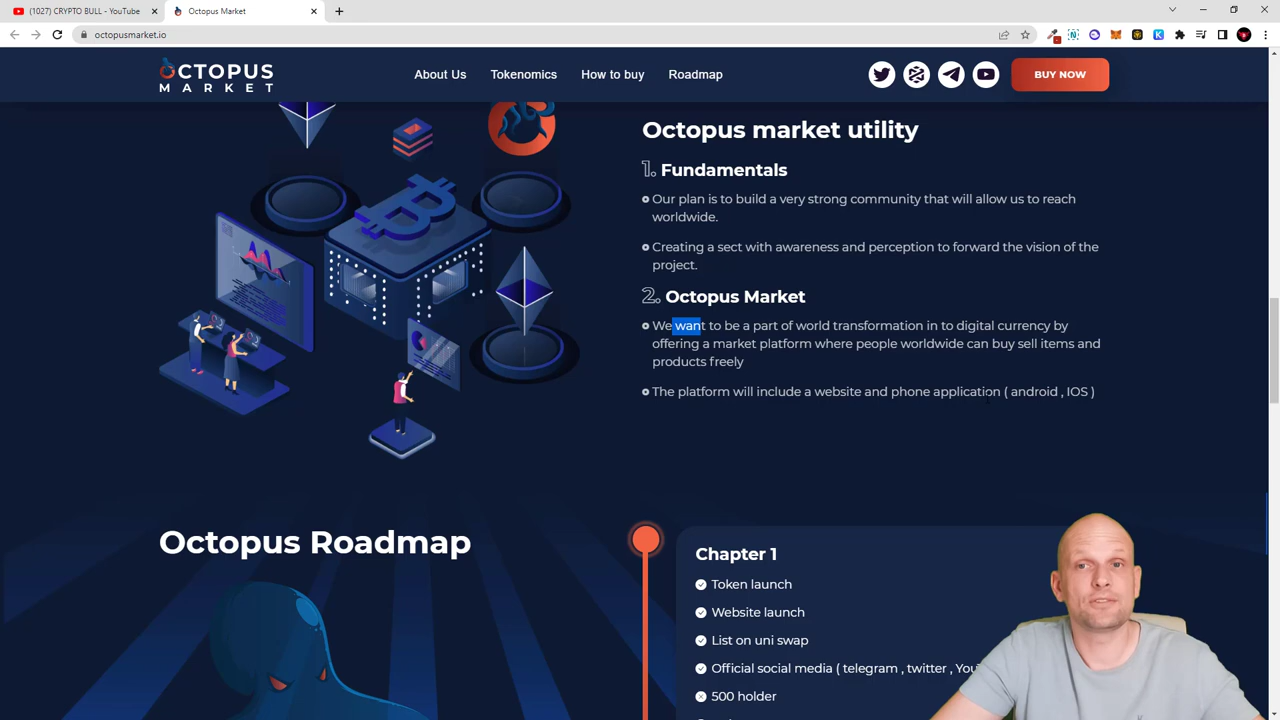 (1027) CRYPTO BULL - YouTube
Octopus Market
octopusmarket.io
OCTOPUS
MARKET
About Us
Tokenomics
How to buy
Roadmap
BUY NOW
Octopus market utility
1. Fundamentals
Our plan is to build a very strong community that will allow us to reach
worldwide.
Creating a sect with awareness and perception to forward the vision of the
project.
2. Octopus Market
We want to be a part of world transformation in to digital currency by
offering a market platform where people worldwide can buy sell items and
products freely
The platform will include a website and phone application ( android , IOS )
Octopus Roadmap
Chapter 1
Token launch
Website launch
List on uni swap
Official social media ( telegram , twitter ,
500 holder